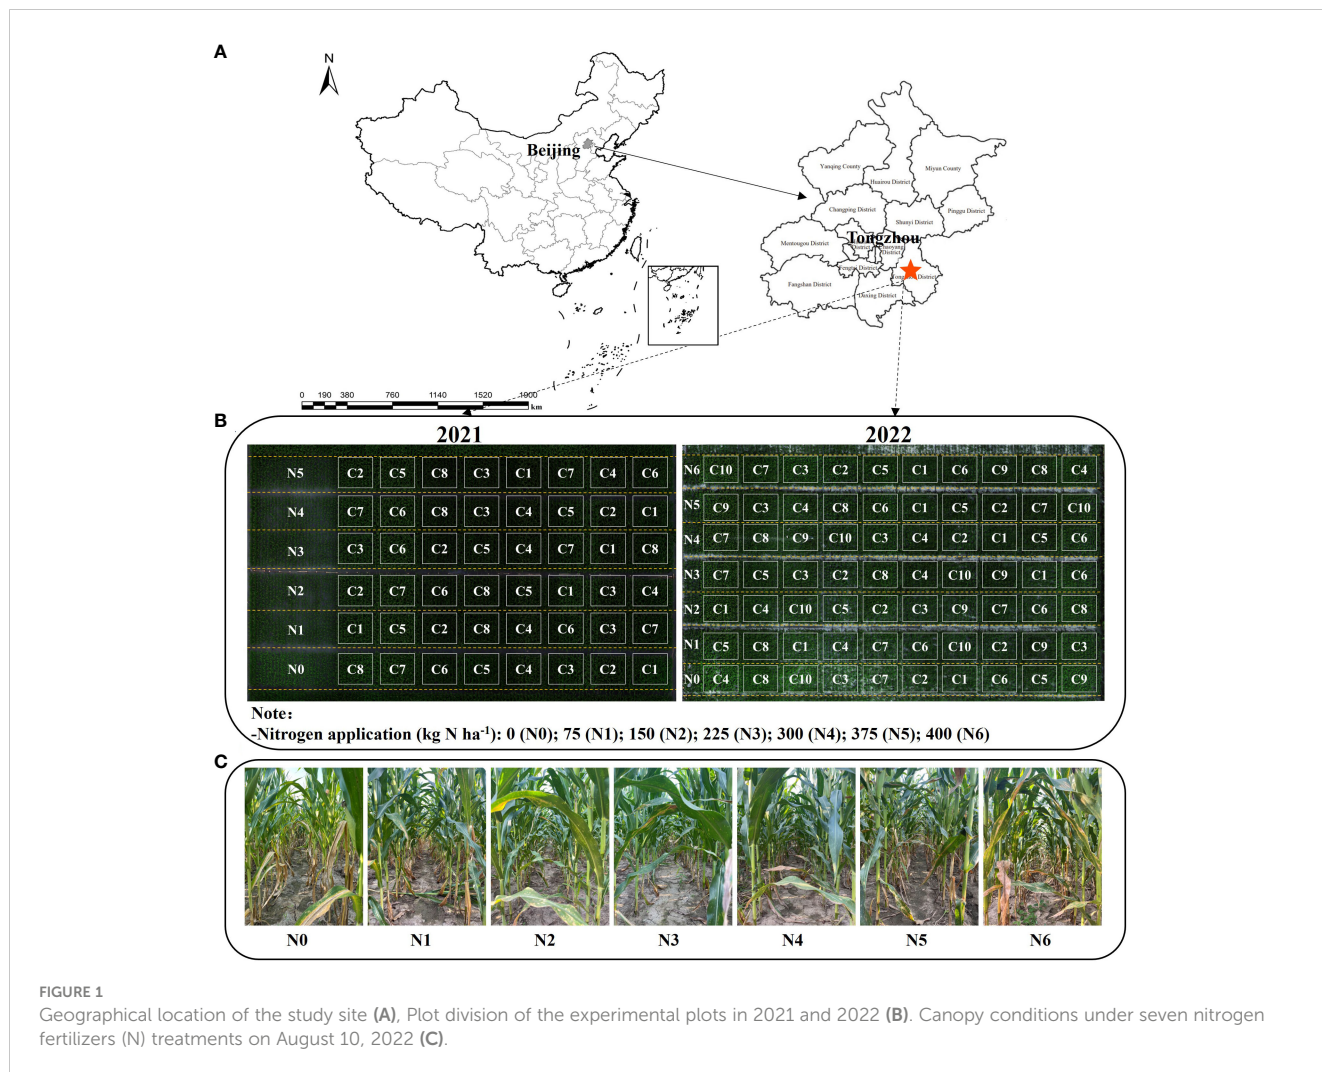 A
N
Beijing
Yanqing County
Miyun County
Huairou District
Changping District
Pinggu District
Shunyi District
Tongzhou
Mentougou District
District
District
Fangshan District
Daxing District
0 190 380 760 1140 1520 1900
km
B
2021
2022
N5 C2 C5 C8 C3 C1 C7 C4 C6
N4 C7 C6 C8 C3 C4 C5 C2 C1
N3 C3 C6 C2 C5 C4 C7 C1 C8
N2 C2 C7 C6 C8 C5 C1 C3 C4
N1 C1 C5 C2 C8 C4 C6 C3 C7
N0 C8 C7 C6 C5 C4 C3 C2 C1
N6 C10 C7 C3 C2 C5 C1 C6 C9 C8 C4
N5 C9 C3 C4 C8 C6 C1 C5 C2 C7 C10
N4 C7 C8 C9 C10 C3 C4 C2 C1 C5 C6
N3 C7 C5 C3 C2 C8 C4 C10 C9 C1 C6
N2 C1 C4 C10 C5 C2 C3 C9 C7 C6 C8
N1 C5 C8 C1 C4 C7 C6 C10 C2 C9 C3
N0 C4 C8 C10 C3 C7 C2 C1 C6 C5 C9
Note：
-Nitrogen application (kg N ha⁻¹): 0 (N0); 75 (N1); 150 (N2); 225 (N3); 300 (N4); 375 (N5); 400 (N6)
C
N0 N1 N2 N3 N4 N5 N6
FIGURE 1
Geographical location of the study site (A), Plot division of the experimental plots in 2021 and 2022 (B). Canopy conditions under seven nitrogen
fertilizers (N) treatments on August 10, 2022 (C).